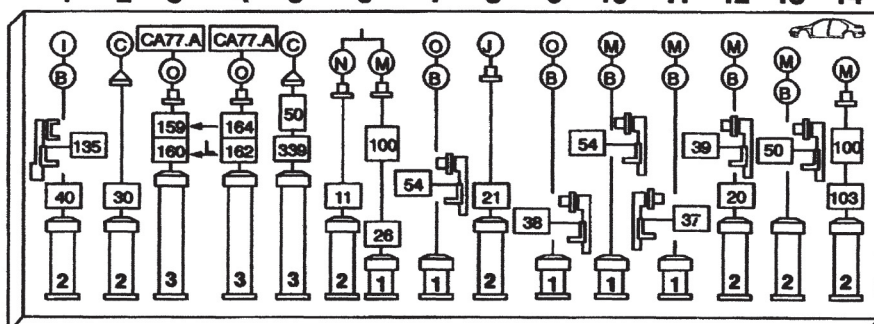 CA77.A CA77.A
I C C O J O M M M
N M M M
B O O B B B B B B
50
159 164
135 339 100 54 39 50 100
160 L 162
54
40 30 11 21 20 103
38 37
26
2 2 3 3 3 2 1 1 2 1 1 1 2 2 2